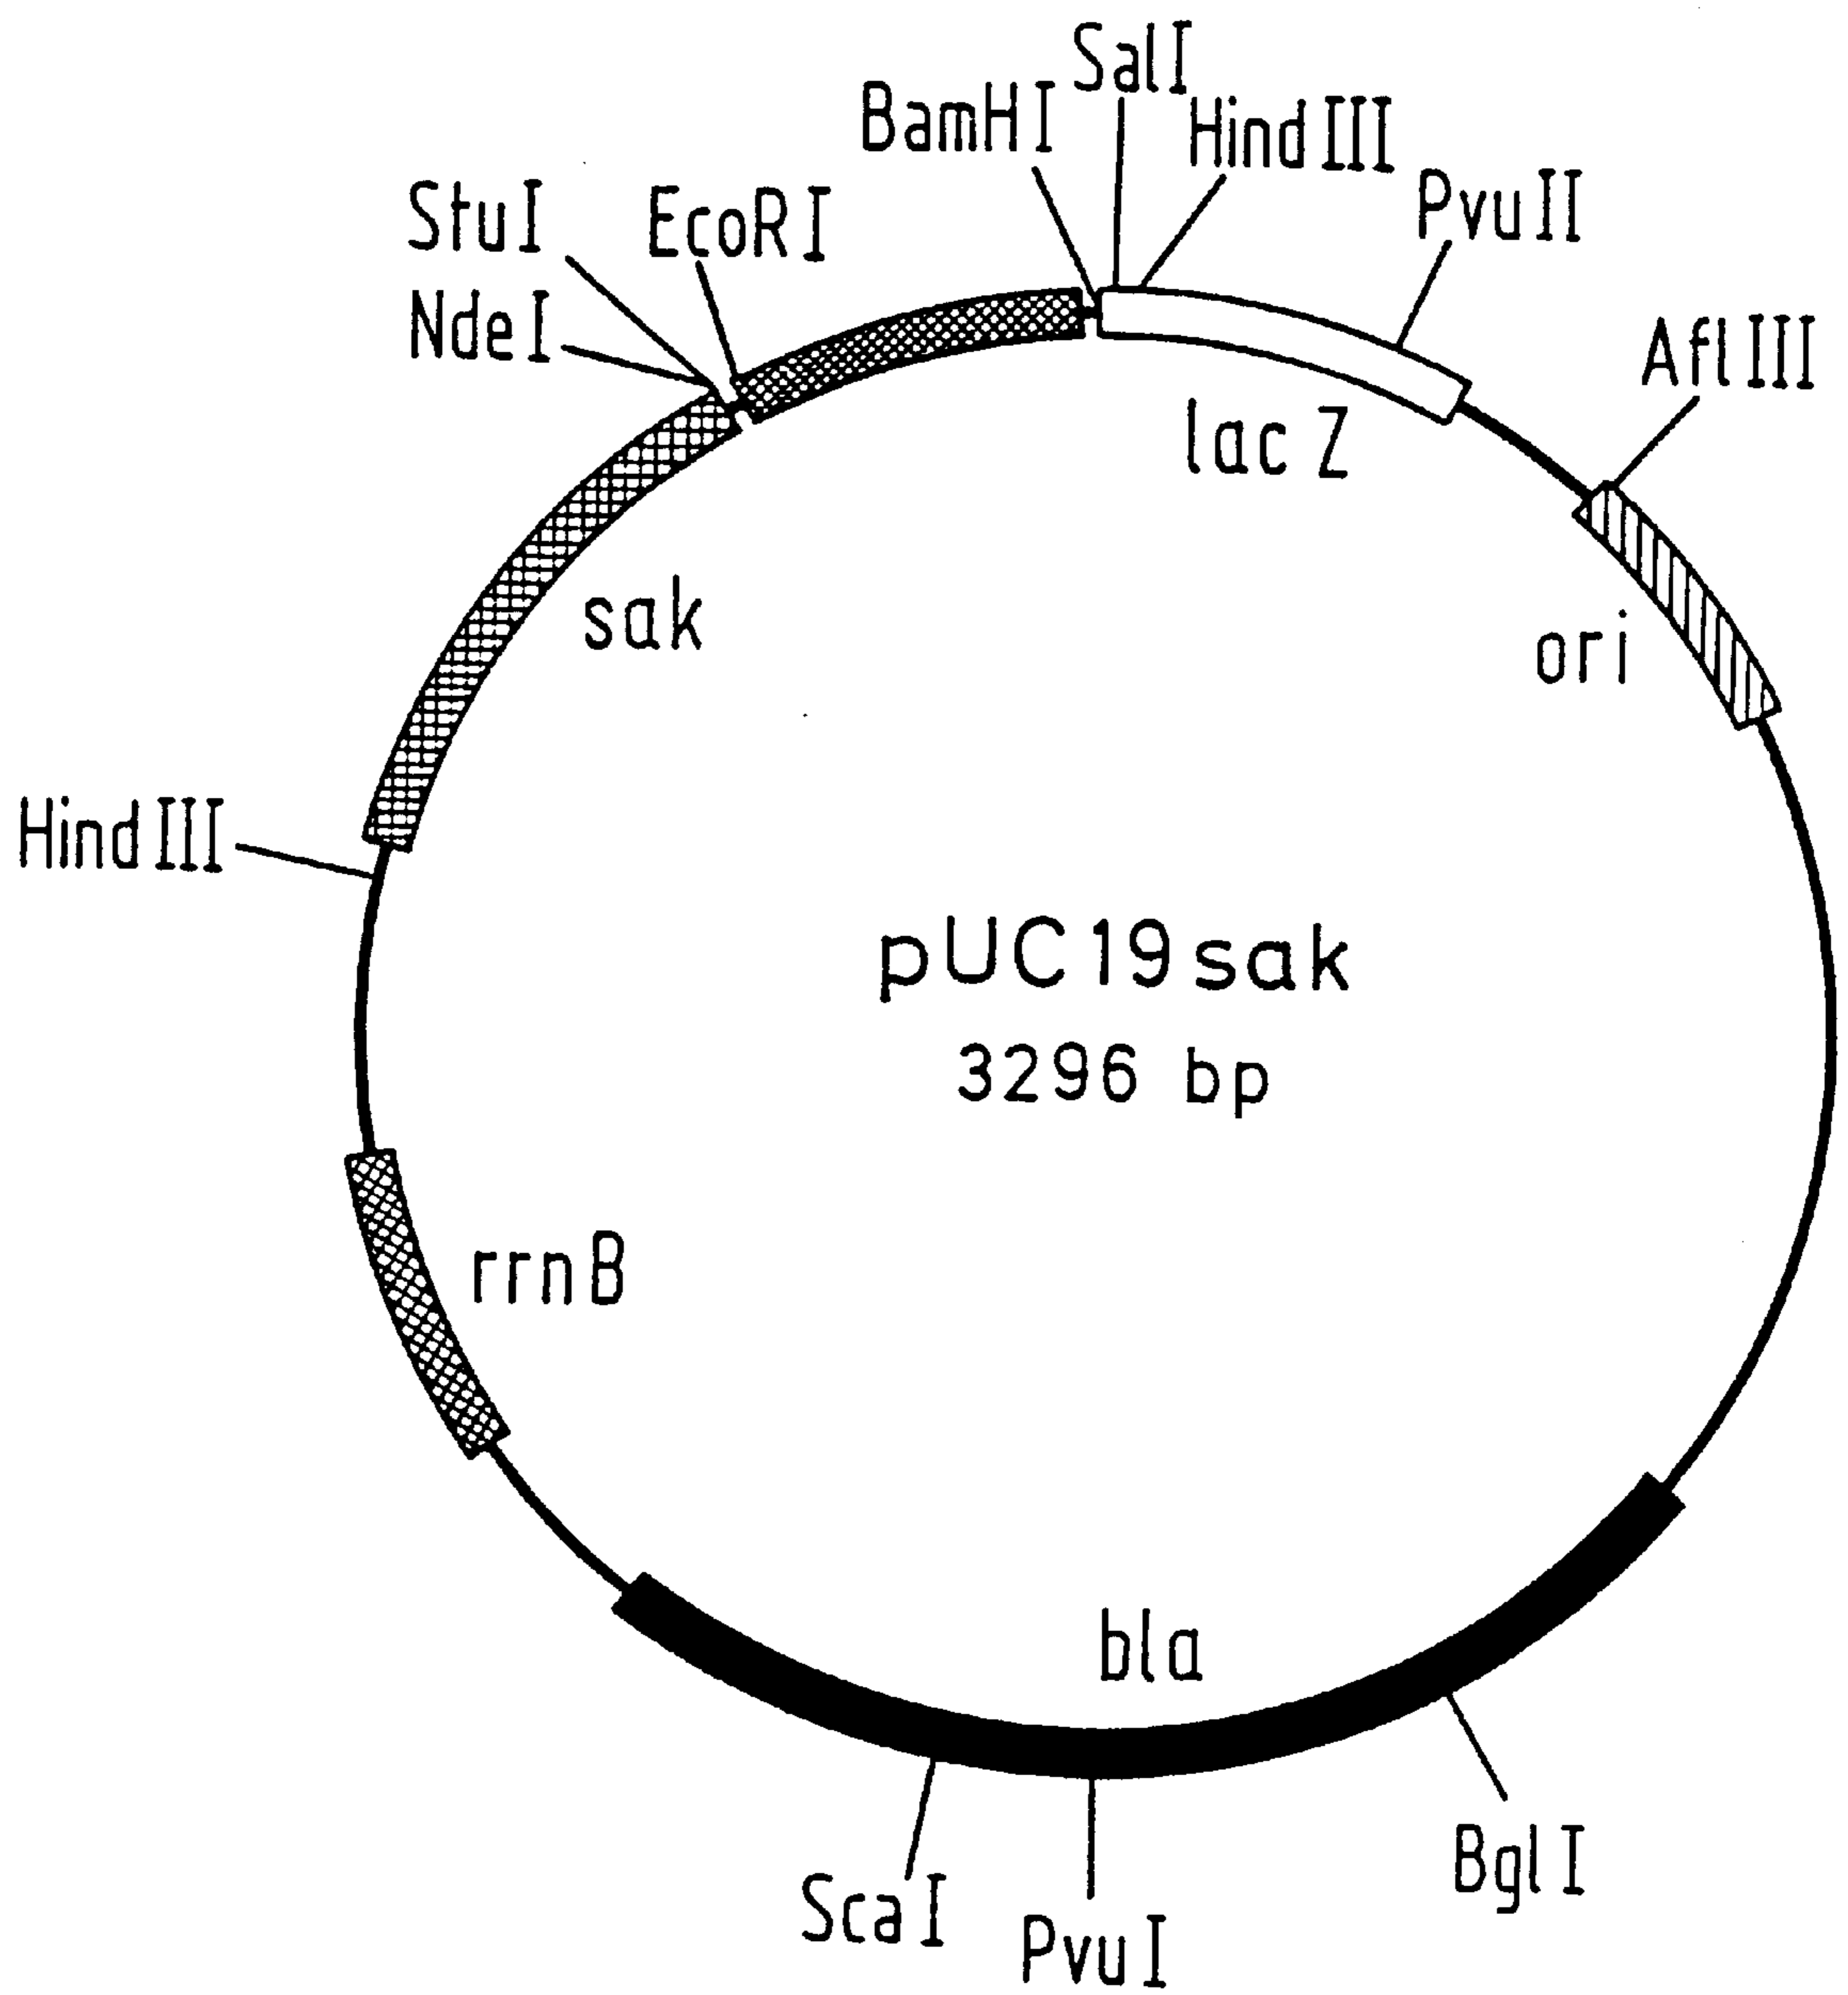 SalI
BamHI
HindIII
PvuII
StuI
EcoRI
NdeI
AflIII
lac Z
sak
ori
HindIII
pUC19sak
3296 bp
rrnB
bla
BglI
ScaI
PvuI